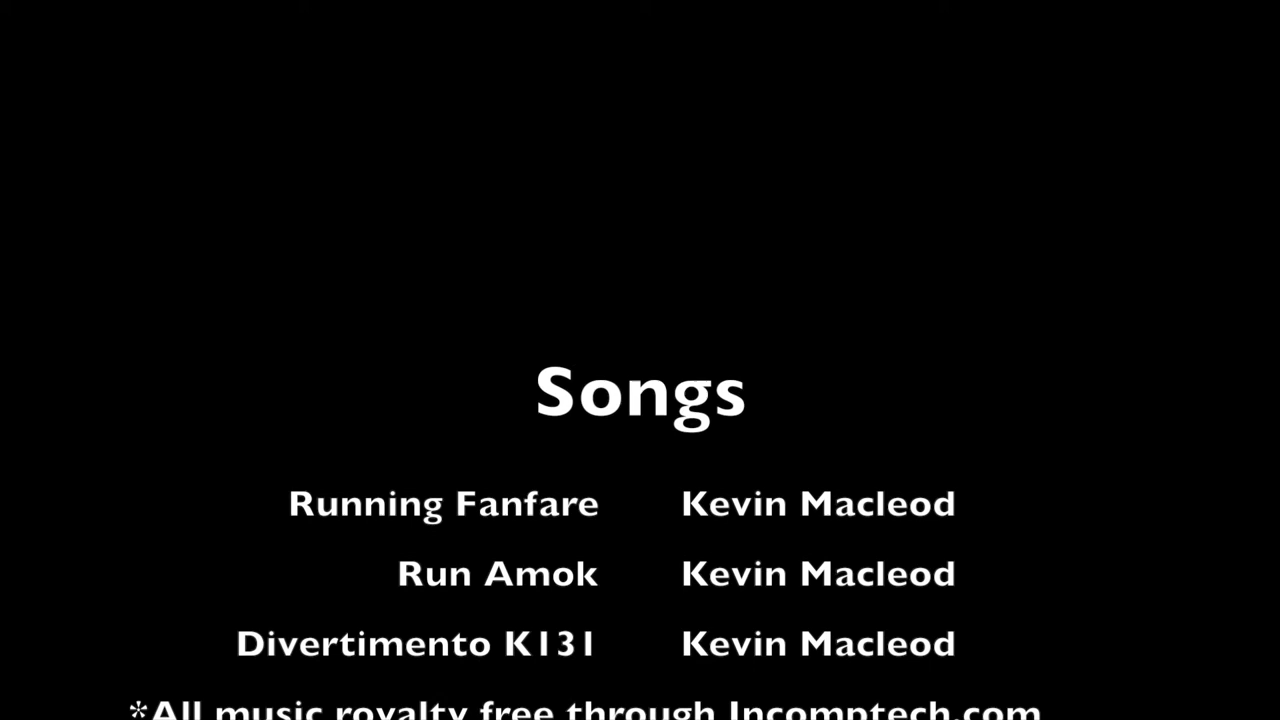 Songs
Running Fanfare Kevin Macleod
Run Amok Kevin Macleod
Divertimento K131 Kevin Macleod
*All music royalty free through Incomptech.com